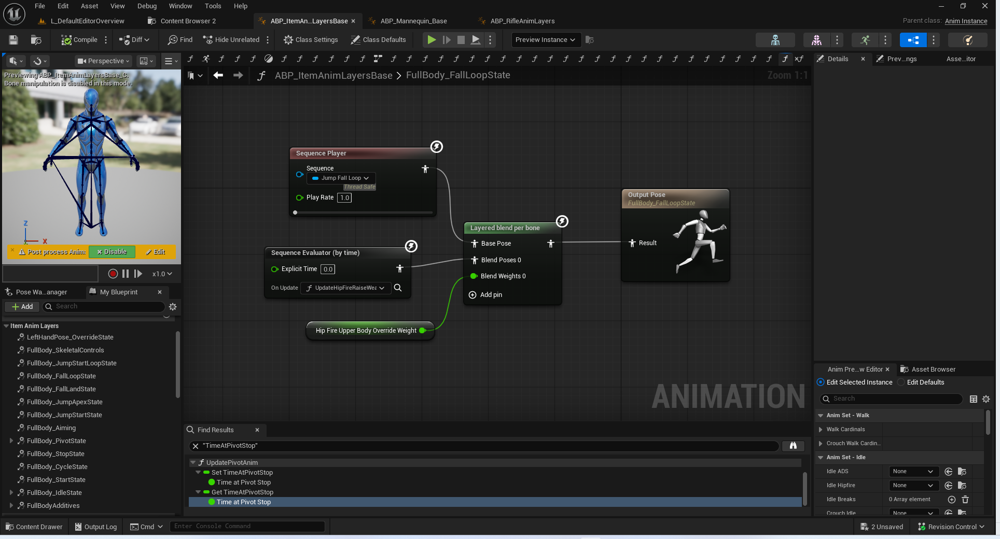 File Edit Asset View Debug Window Tools Help
L_DefaultEditorOverview
Content Browser 2
ABP_ItemAn...LayersBase
ABP_Mannequin_Base
ABP_RifleAnimLayers
Parent class: Anim Instance
Compile
Diff
Find
Hide Unrelated
Class Settings
Class Defaults
Preview Instance
Perspective
Previewing ABP_ItemAnimLayersBase_C.
Bone manipulation is disabled in this mode.
Z
X
Post process Anim
Disable
Edit
x1.0
ABP_ItemAnimLayersBase > FullBody_FallLoopState
Zoom 1:1
Sequence Player
Sequence
Jump Fall Loop
Thread Safe
Play Rate 1.0
Sequence Evaluator (by time)
Explicit Time 0.0
On Update
UpdateHipFireRaiseWea
Hip Fire Upper Body Override Weight
Layered blend per bone
Base Pose
Blend Poses 0
Blend Weights 0
Add pin
Output Pose
FullBody_FallLoopState
Result
ANIMATION
Pose Wa...anager
My Blueprint
Add
Search
Item Anim Layers
LeftHandPose_OverrideState
FullBody_SkeletalControls
FullBody_JumpStartLoopState
FullBody_FallLoopState
FullBody_FallLandState
FullBody_JumpApexState
FullBody_JumpStartState
FullBody_Aiming
FullBody_PivotState
FullBody_StopState
FullBody_CycleState
FullBody_StartState
FullBody_IdleState
FullBodyAdditives
Find Results
"TimeAtPivotStop"
UpdatePivotAnim
Set TimeAtPivotStop
Time at Pivot Stop
Get TimeAtPivotStop
Time at Pivot Stop
Details
Prev...ngs
Asse...itor
Anim Pre...w Editor
Asset Browser
Edit Selected Instance
Edit Defaults
Search
Anim Set - Walk
Walk Cardinals
Crouch Walk Cardin...
Anim Set - Idle
Idle ADS
None
Idle Hipfire
None
Idle Breaks
0 Array element
Crouch Idle
None
Content Drawer
Output Log
Cmd
Enter Console Command
2 Unsaved
Revision Control